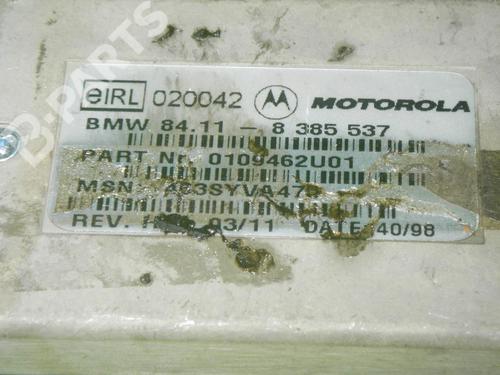 B-PARTS
eIRL 020042 MOTOROLA
BMW 84.11 - 8 385 537
PART No. 0109462U01
MSN
REV. 03/11 DATE 40/98